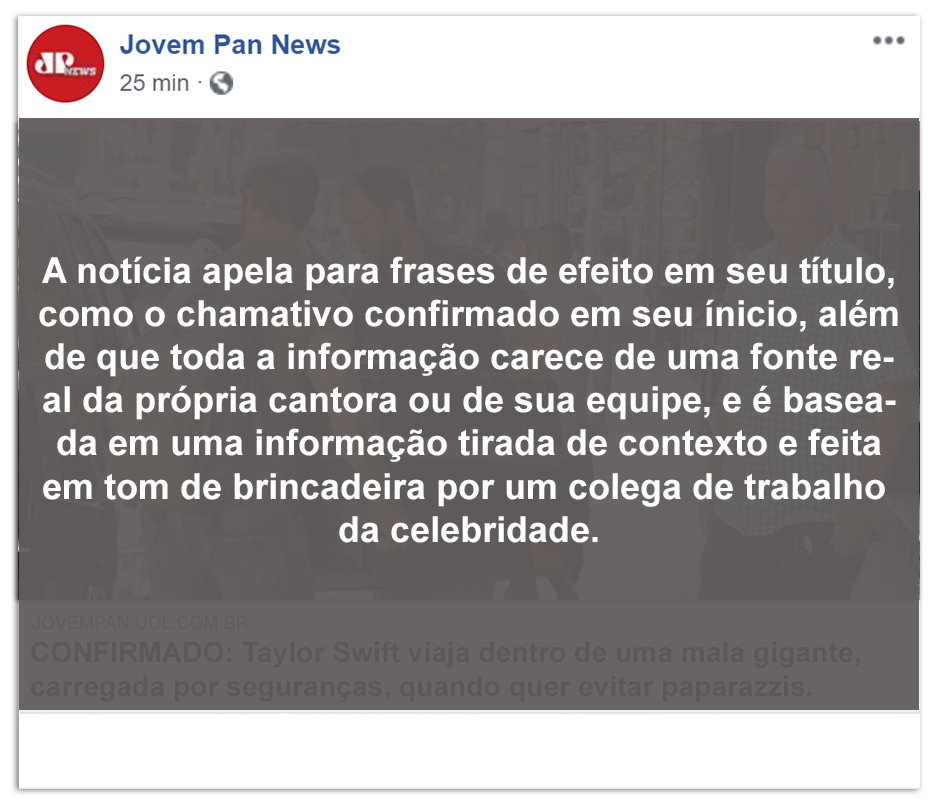 JP NEWS
Jovem Pan News
25 min ·
A notícia apela para frases de efeito em seu título,
como o chamativo confirmado em seu ínicio, além
de que toda a informação carece de uma fonte re-
al da própria cantora ou de sua equipe, e é basea-
da em uma informação tirada de contexto e feita
em tom de brincadeira por um colega de trabalho
da celebridade.
JOVEMPAN.UOL.COM.BR
CONFIRMADO: Taylor Swift viaja dentro de uma mala gigante,
carregada por seguranças, quando quer evitar paparazzis.